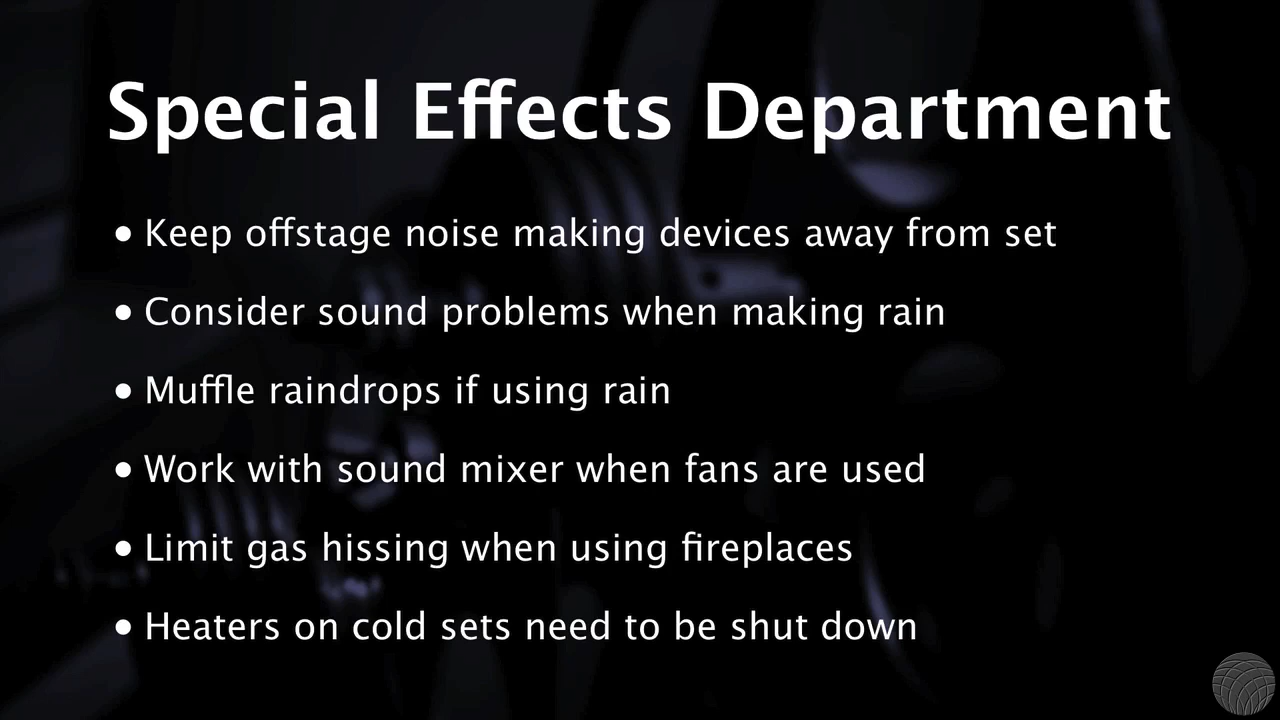 Special Effects Department
• Keep offstage noise making devices away from set
• Consider sound problems when making rain
• Muffle raindrops if using rain
• Work with sound mixer when fans are used
• Limit gas hissing when using fireplaces
• Heaters on cold sets need to be shut down